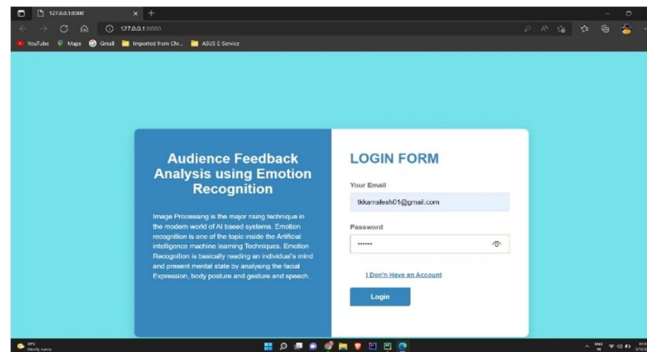 127.0.0.1:8000
127.0.0.1:8000
YouTube Maps Gmail Imported from Chr... ASUS E-Service
Audience Feedback
Analysis using Emotion
Recognition
Image Processing is the major rising technique in
the modern world of AI based systems. Emotion
recognition is one of the topic inside the Artificial
intelligence machine learning Techniques. Emotion
Recognition is basically reading an individual's mind
and present mental state by analysing the facial
Expression, body posture and gesture and speech.
LOGIN FORM
Your Email
tkkamalesh01@gmail.com
Password
I Don'n Have an Account
Login